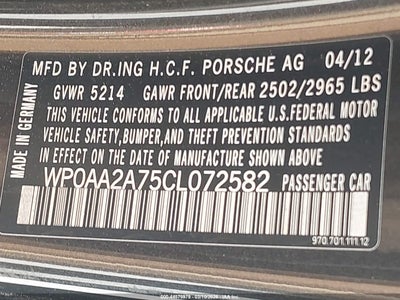 MFD BY DR.ING H.C.F. PORSCHE AG 04/12
GVWR 5214 GAWR FRONT/REAR 2502/2965 LBS
THIS VEHICLE CONFORMS TO ALL APPLICABLE U.S.FEDERAL MOTOR
VEHICLE SAFETY,BUMPER,AND THEFT PREVENTION STANDARDS
IN EFFECT ON THE DATE OF MANUFACTURE SHOWN ABOVE
WP0AA2A75CL072582 PASSENGER CAR
MADE IN GERMANY
970.701.111.12